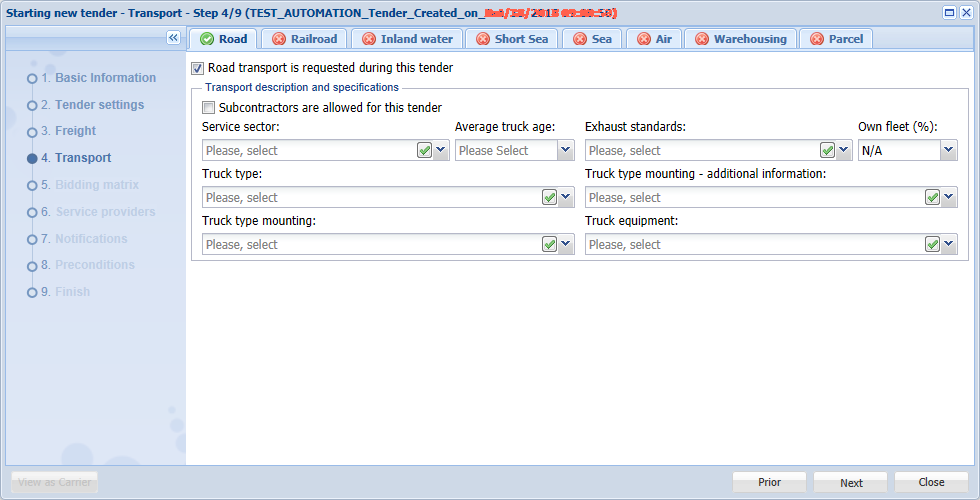 Starting new tender - Transport - Step 4/9 (TEST_AUTOMATION_Tender_Created_on_
Road
Railroad
Inland water
Short Sea
Sea
Air
Warehousing
Parcel
1. Basic Information
2. Tender settings
3. Freight
4. Transport
5. Bidding matrix
6. Service providers
7. Notifications
8. Preconditions
9. Finish
Road transport is requested during this tender
Transport description and specifications
Subcontractors are allowed for this tender
Service sector: Average truck age: Exhaust standards: Own fleet (%):
Please, select Please Select Please, select N/A
Truck type: Truck type mounting - additional information:
Please, select Please, select
Truck type mounting: Truck equipment:
Please, select Please, select
View as Carrier Prior Next Close